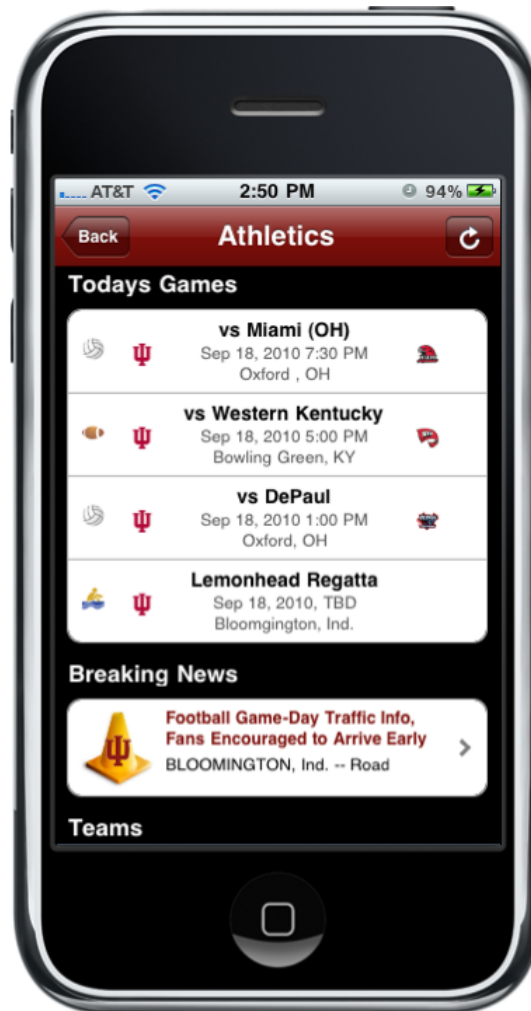 AT&T 2:50 PM 94%
Back Athletics
Todays Games
vs Miami (OH)
Sep 18, 2010 7:30 PM
Oxford , OH
vs Western Kentucky
Sep 18, 2010 5:00 PM
Bowling Green, KY
vs DePaul
Sep 18, 2010 1:00 PM
Oxford, OH
Lemonhead Regatta
Sep 18, 2010, TBD
Bloomgington, Ind.
Breaking News
Football Game-Day Traffic Info,
Fans Encouraged to Arrive Early
BLOOMINGTON, Ind. -- Road
Teams